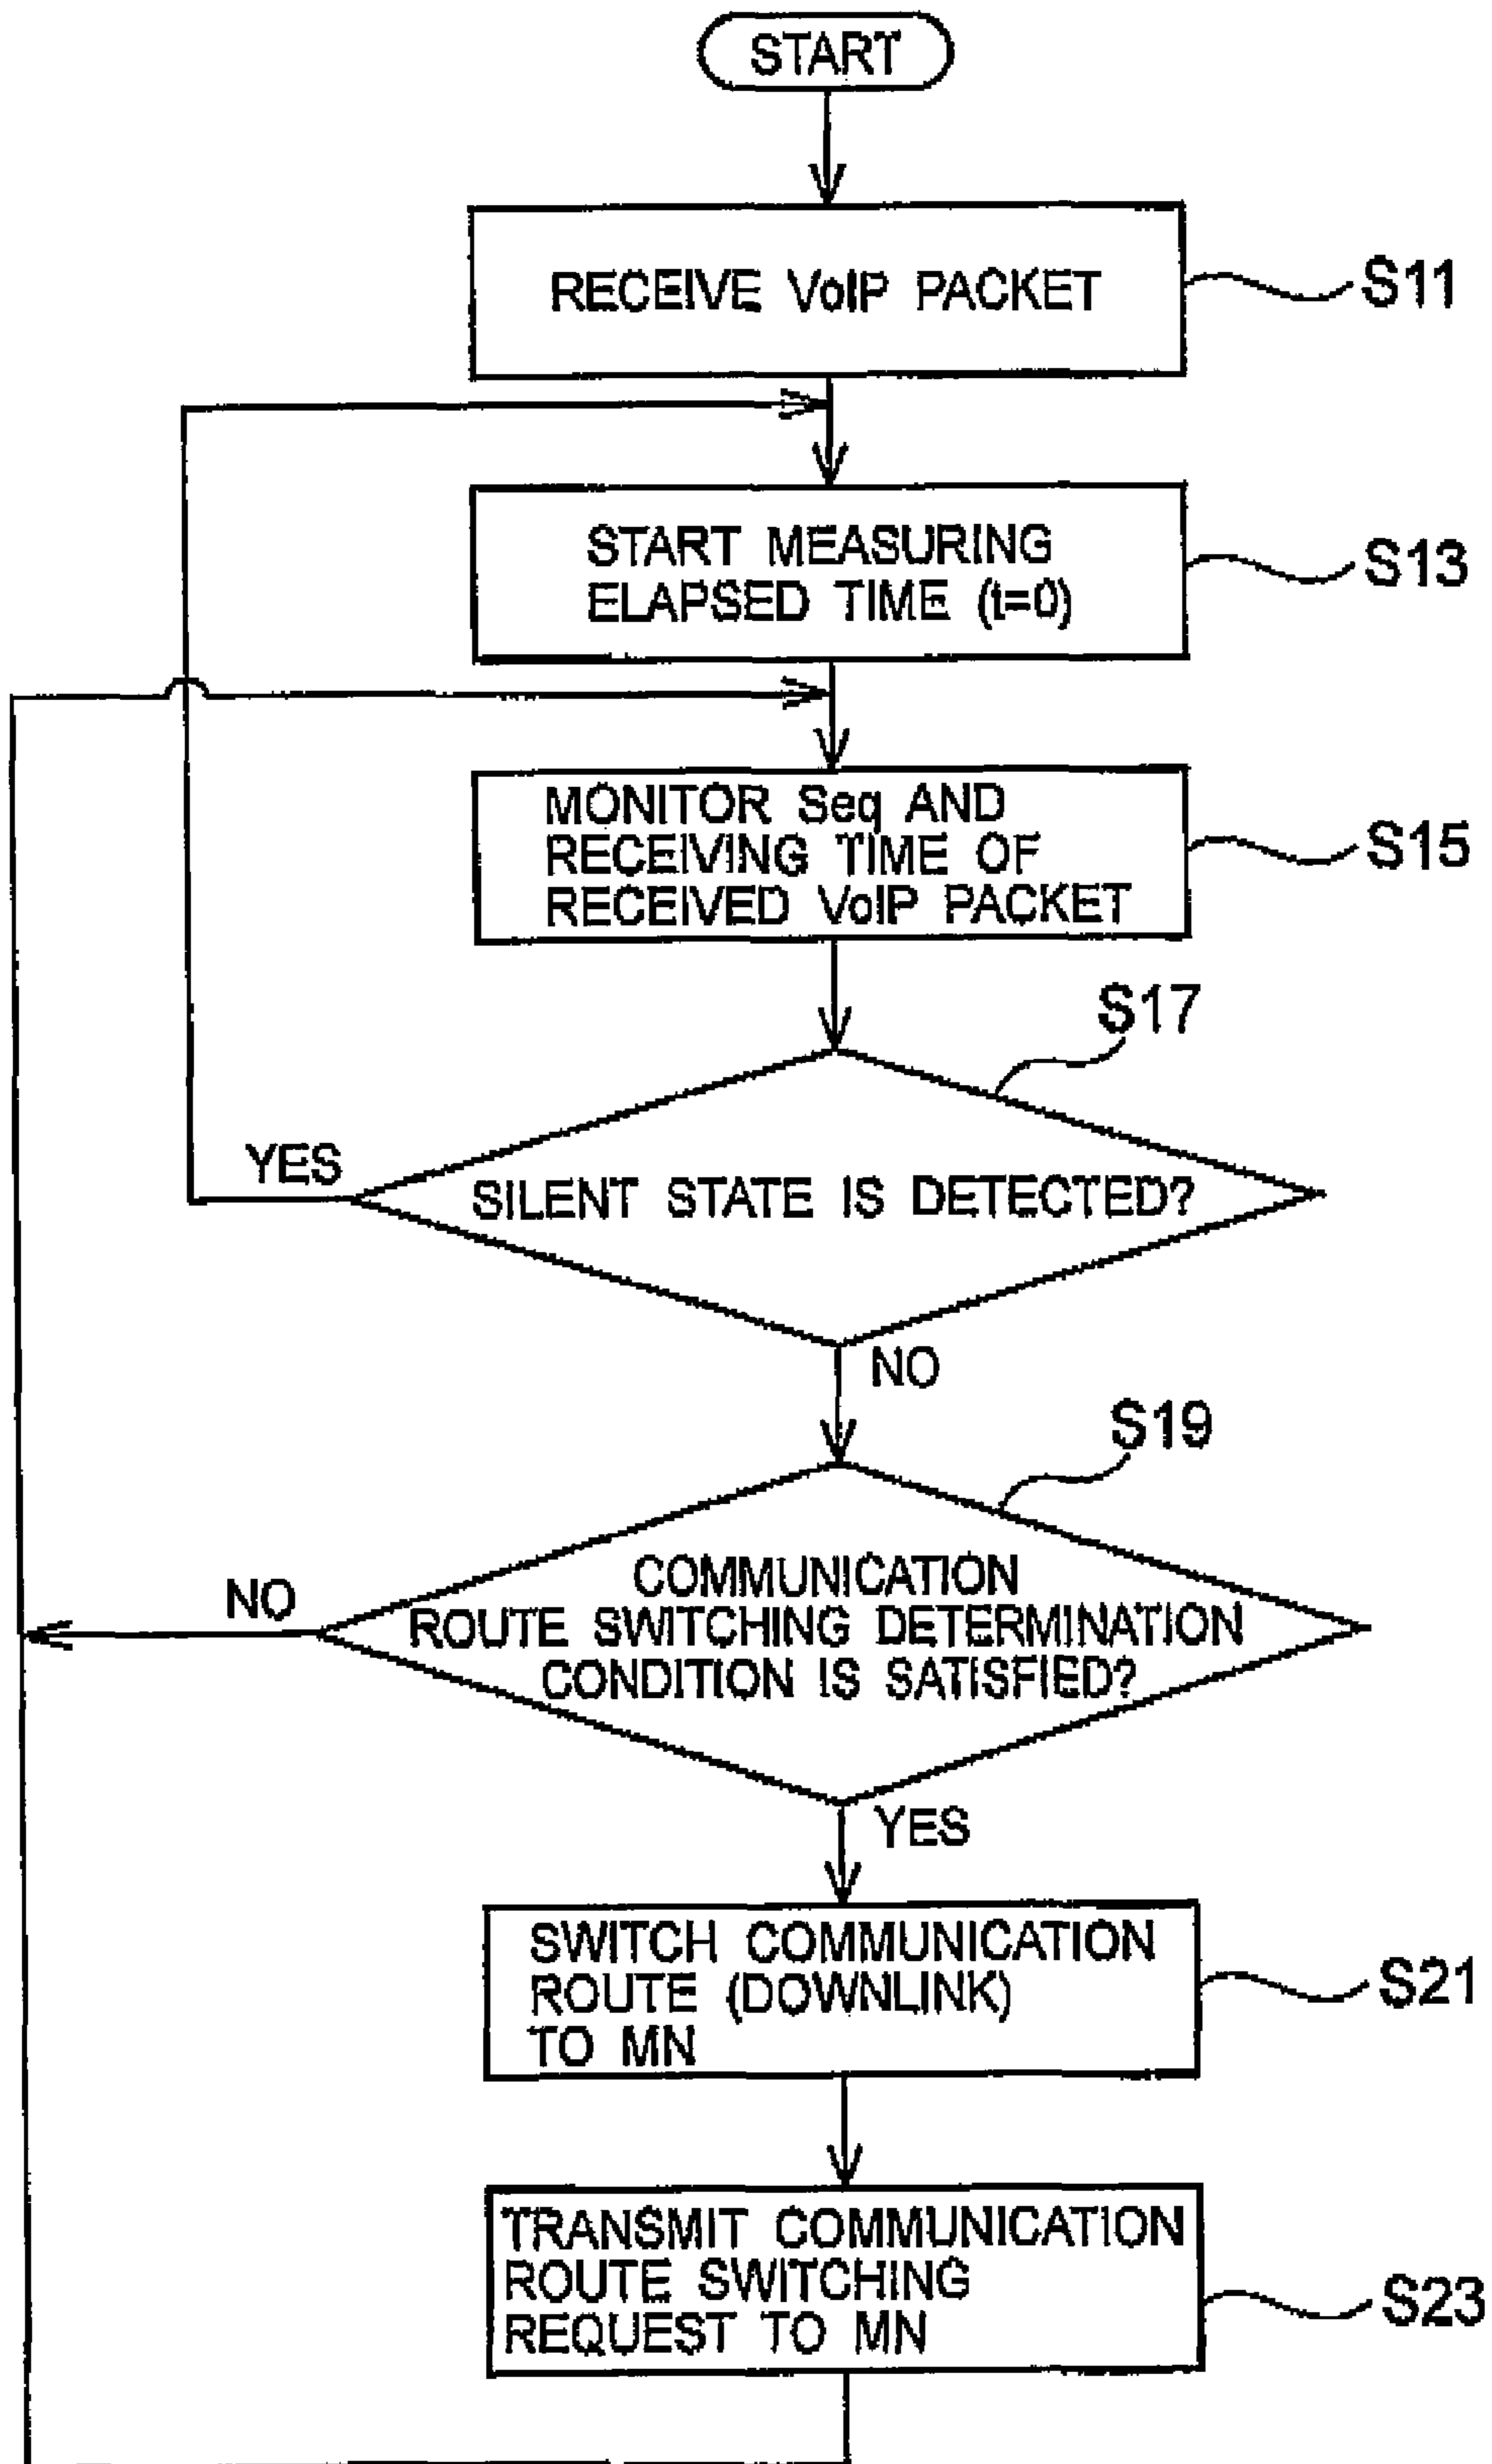 START
RECEIVE VoIP PACKET
S11
START MEASURING
ELAPSED TIME (t=0)
S13
MONITOR Seq AND
RECEIVING TIME OF
RECEIVED VoIP PACKET
S15
S17
YES
SILENT STATE IS DETECTED?
NO
S19
NO
COMMUNICATION
ROUTE SWITCHING DETERMINATION
CONDITION IS SATISFIED?
YES
SWITCH COMMUNICATION
ROUTE (DOWNLINK)
TO MN
S21
TRANSMIT COMMUNICATION
ROUTE SWITCHING
REQUEST TO MN
S23